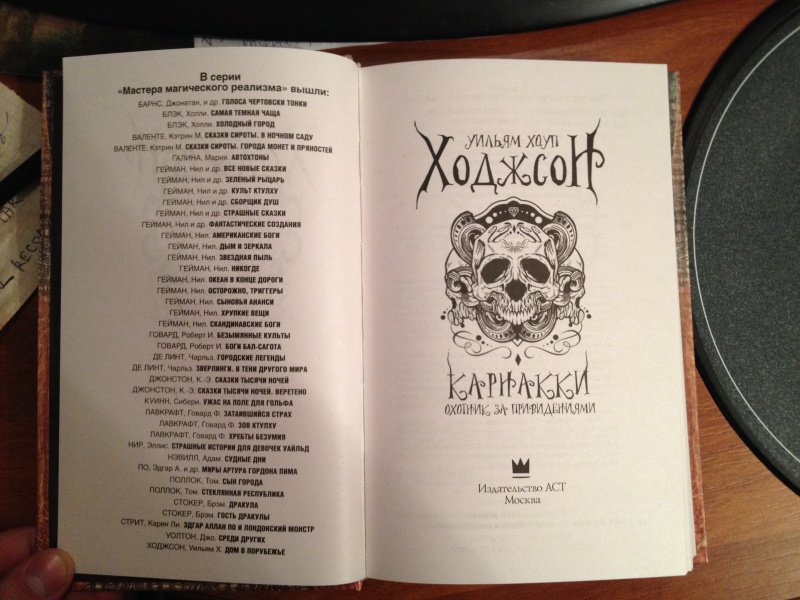 В серии
«Мастера магического реализма» вышли:
БАРНС, Джонатан, и др. ГОЛОСА ЧЕРТОВСКИ ТОНКИ
БЛЭК, Холли. САМАЯ ТЕМНАЯ ЧАЩА
БЛЭК, Холли. ХОЛОДНЫЙ ГОРОД
ВАЛЕНТЕ, Кэтрин М. СКАЗКИ СИРОТЫ. В НОЧНОМ САДУ
ВАЛЕНТЕ, Кэтрин М. СКАЗКИ СИРОТЫ. ГОРОДА МОНЕТ И ПРЯНОСТЕЙ
ГАЛИНА, Мария. АВТОХТОНЫ
ГЕЙМАН, Нил и др. ВСЕ НОВЫЕ СКАЗКИ
ГЕЙМАН, Нил и др. ЗЕЛЕНЫЙ РЫЦАРЬ
ГЕЙМАН, Нил и др. КУЛЬТ КТУЛХУ
ГЕЙМАН, Нил и др. СБОРЩИК ДУШ
ГЕЙМАН, Нил и др. СТРАШНЫЕ СКАЗКИ
ГЕЙМАН, Нил и др. ФАНТАСТИЧЕСКИЕ СОЗДАНИЯ
ГЕЙМАН, Нил. АМЕРИКАНСКИЕ БОГИ
ГЕЙМАН, Нил. ДЫМ И ЗЕРКАЛА
ГЕЙМАН, Нил. ЗВЕЗДНАЯ ПЫЛЬ
ГЕЙМАН, Нил. НИКОГДЕ
ГЕЙМАН, Нил. ОКЕАН В КОНЦЕ ДОРОГИ
ГЕЙМАН, Нил. ОСТОРОЖНО, ТРИГГЕРЫ
ГЕЙМАН, Нил. СЫНОВЬЯ АНАНСИ
ГЕЙМАН, Нил. ХРУПКИЕ ВЕЩИ
ГЕЙМАН, Нил. СКАНДИНАВСКИЕ БОГИ
ГОВАРД, Роберт И. БЕЗЫМЯННЫЕ КУЛЬТЫ
ГОВАРД, Роберт И. БОГИ БАЛ-САГОТА
ДЕ ЛИНТ, Чарльз. ГОРОДСКИЕ ЛЕГЕНДЫ
ДЕ ЛИНТ, Чарльз. ЗВЕРЛИНГИ. В ТЕНИ ДРУГОГО МИРА
ДЖОНСТОН, К.-Э. СКАЗКИ ТЫСЯЧИ НОЧЕЙ
ДЖОНСТОН, К.-Э. СКАЗКИ ТЫСЯЧИ НОЧЕЙ. ВЕРЕТЕНО
КУИНН, Сибери. УЖАС НА ПОЛЕ ДЛЯ ГОЛЬФА
ЛАВКРАФТ, Говард Ф. ЗАТАИВШИЙСЯ СТРАХ
ЛАВКРАФТ, Говард Ф. ЗОВ КТУЛХУ
ЛАВКРАФТ, Говард Ф. ХРЕБТЫ БЕЗУМИЯ
НИР, Эллис. СТРАШНЫЕ ИСТОРИИ ДЛЯ ДЕВОЧЕК УАЙЛЬД
НЭВИЛЛ, Адам. СУДНЫЕ ДНИ
ПО, Эдгар А. и др. МИРЫ АРТУРА ГОРДОНА ПИМА
ПОЛЛОК, Том. СЫН ГОРОДА
ПОЛЛОК, Том. СТЕКЛЯННАЯ РЕСПУБЛИКА
СТОКЕР, Брэм. ДРАКУЛА
СТОКЕР, Брэм. ГОСТЬ ДРАКУЛЫ
СТРИТ, Карен Ли. ЭДГАР АЛЛАН ПО И ЛОНДОНСКИЙ МОНСТР
УОЛТОН, Джо. СРЕДИ ДРУГИХ
ХОДЖСОН, Уильям Х. ДОМ В ПОРУБЕЖЬЕ
УИЛЬЯМ ХОУП
ХОДЖСОН
КАРНАККИ
ОХОТНИК ЗА ПРИВИДЕНИЯМИ
Издательство АСТ
Москва